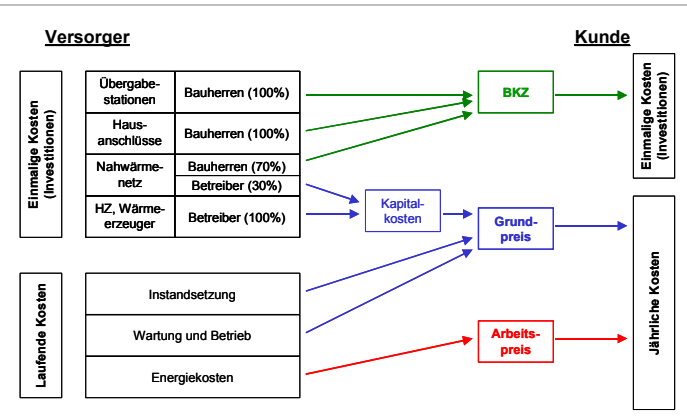 Versorger
Kunde
Einmalige Kosten
(Investitionen)
Übergabe-
stationen
Bauherren (100%)
Haus-
anschlüsse
Bauherren (100%)
Nahwärme-
netz
Bauherren (70%)
Betreiber (30%)
HZ, Wärme-
erzeuger
Betreiber (100%)
Kapital-
kosten
BKZ
Grund-
preis
Einmalige Kosten
(Investitionen)
Laufende Kosten
Instandsetzung
Wartung und Betrieb
Energiekosten
Arbeits-
preis
Jährliche Kosten